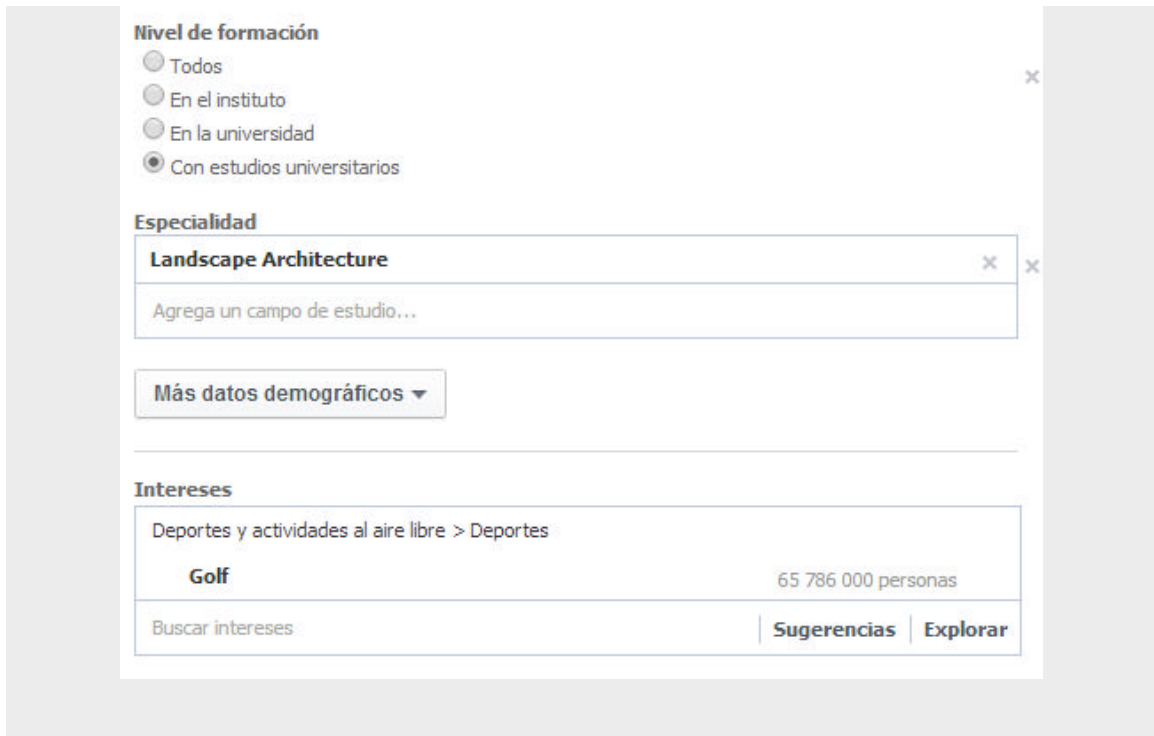 Nivel de formación
Todos
En el instituto
En la universidad
Con estudios universitarios
Especialidad
Landscape Architecture
Agrega un campo de estudio...
Más datos demográficos
Intereses
Deportes y actividades al aire libre > Deportes
Golf 65 786 000 personas
Buscar intereses Sugerencias Explorar